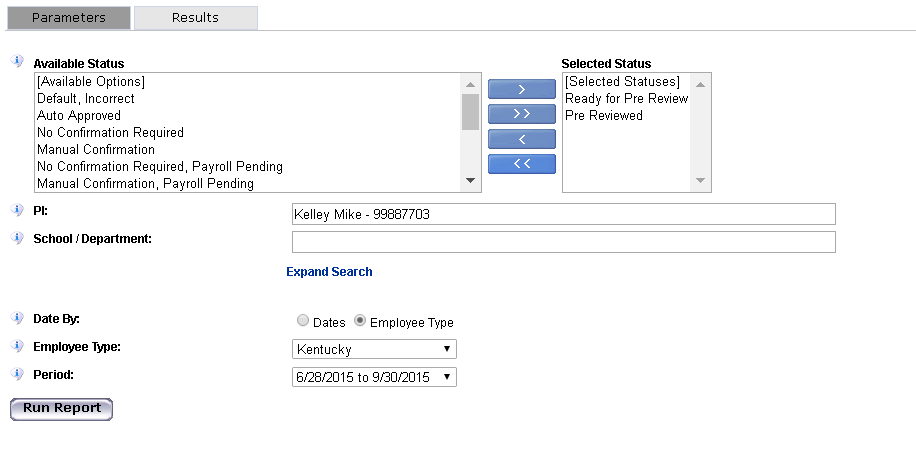 Parameters Results
Available Status Selected Status
[Available Options] [Selected Statuses]
Default, Incorrect Ready for Pre Review
Auto Approved Pre Reviewed
No Confirmation Required
Manual Confirmation
No Confirmation Required, Payroll Pending
Manual Confirmation, Payroll Pending
>
>>
<
<<
PI: Kelley Mike - 99887703
School / Department:
Expand Search
Date By: Dates Employee Type
Employee Type: Kentucky
Period: 6/28/2015 to 9/30/2015
Run Report